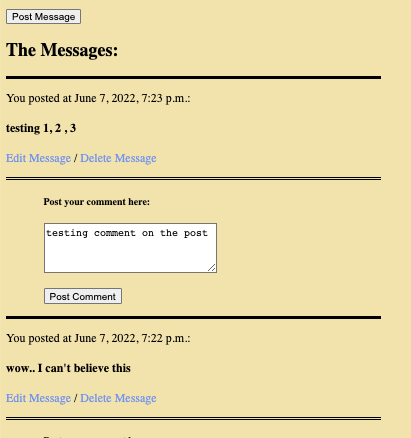 Post Message
The Messages:
You posted at June 7, 2022, 7:23 p.m.:
testing 1, 2 , 3
Edit Message / Delete Message
Post your comment here:
testing comment on the post
Post Comment
You posted at June 7, 2022, 7:22 p.m.:
wow.. I can't believe this
Edit Message / Delete Message